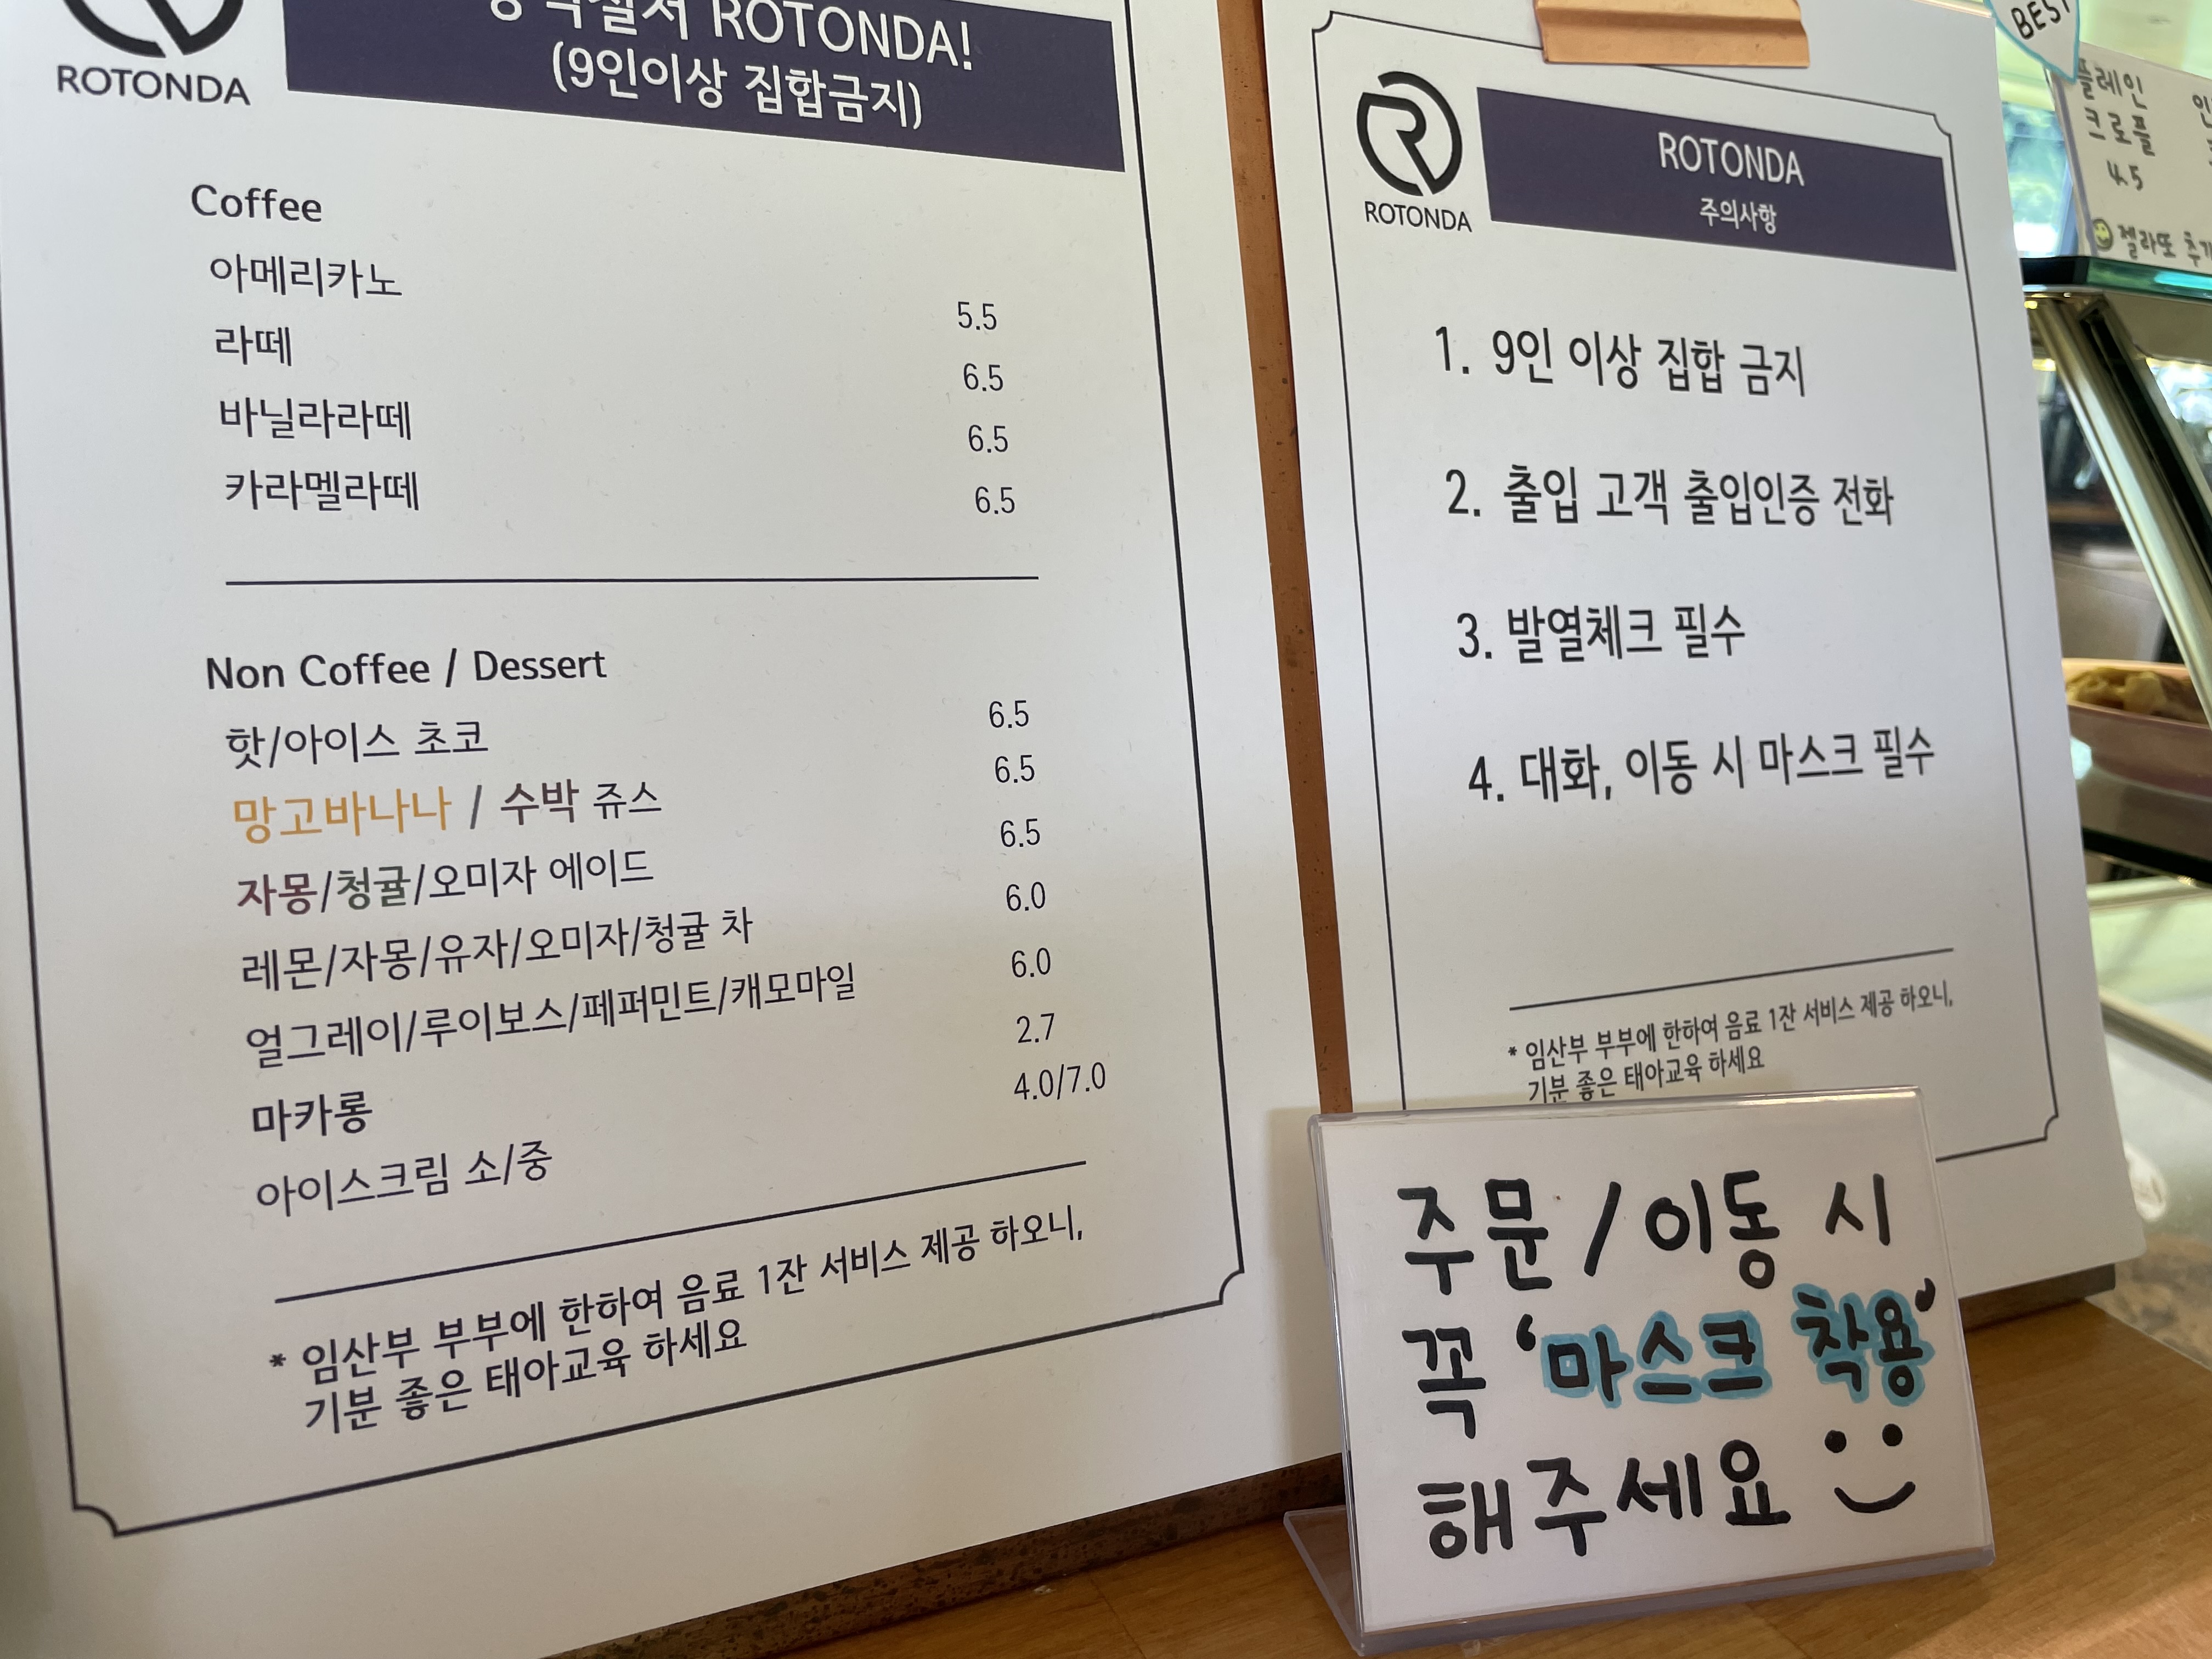 ROTONDA
ROTONDA!
(9인이상 집합금지)
Coffee
아메리카노 5.5
라떼 6.5
바닐라라떼 6.5
카라멜라떼 6.5
Non Coffee / Dessert
핫/아이스 초코 6.5
망고바나나 / 수박 쥬스 6.5
자몽/청귤/오미자 에이드 6.5
레몬/자몽/유자/오미자/청귤 차 6.0
얼그레이/루이보스/페퍼민트/캐모마일 6.0
마카롱 2.7
아이스크림 소/중 4.0/7.0
* 임산부 부부에 한하여 음료 1잔 서비스 제공 하오니,
기분 좋은 태아교육 하세요
ROTONDA
ROTONDA
주의사항
1. 9인 이상 집합 금지
2. 출입 고객 출입인증 전화
3. 발열체크 필수
4. 대화, 이동 시 마스크 필수
* 임산부 부부에 한하여 음료 1잔 서비스 제공 하오니,
기분 좋은 태아교육 하세요
주문/이동 시
꼭 '마스크 착용'
해주세요
BEST
플레인
크로플
4.5
젤라또